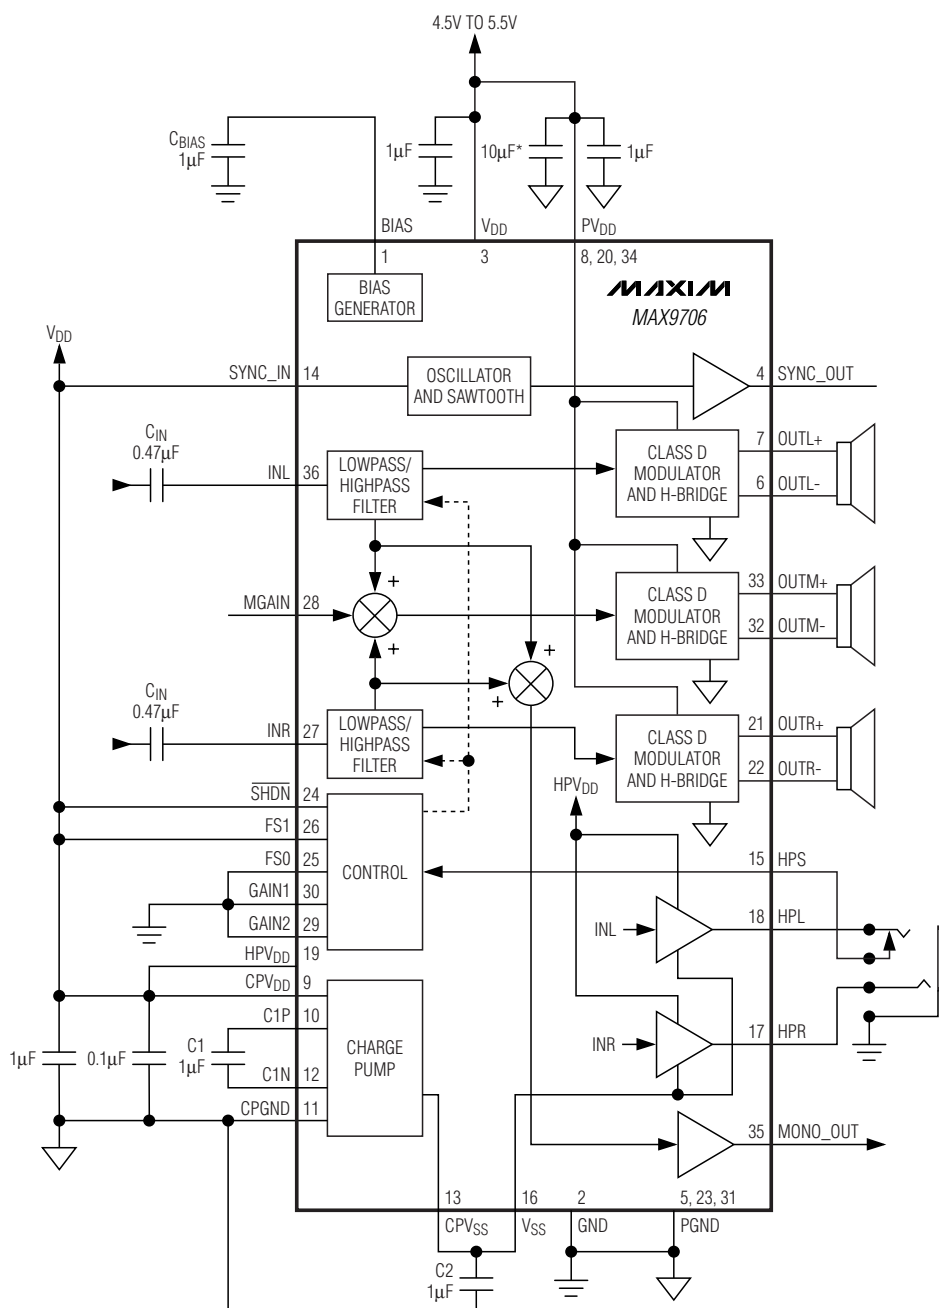 4.5V TO 5.5V
CBIAS
1μF
1μF
10μF*
1μF
BIAS
VDD
PVDD
1
3
8, 20, 34
BIAS
GENERATOR
MAXIM
MAX9706
VDD
SYNC_IN
14
OSCILLATOR
AND SAWTOOTH
4
SYNC_OUT
CIN
0.47μF
INL
36
LOWPASS/
HIGHPASS
FILTER
CLASS D
MODULATOR
AND H-BRIDGE
7
OUTL+
6
OUTL-
+
MGAIN
28
+
CLASS D
MODULATOR
AND H-BRIDGE
33
OUTM+
32
OUTM-
+
+
CIN
0.47μF
INR
27
LOWPASS/
HIGHPASS
FILTER
CLASS D
MODULATOR
AND H-BRIDGE
21
OUTR+
22
OUTR-
HPVDD
SHDN
24
FS1
26
FS0
25
GAIN1
30
GAIN2
29
CONTROL
15
HPS
INL
18
HPL
HPVDD
19
CPVDD
9
C1P
10
1μF
0.1μF
C1
1μF
C1N
12
CPGND
11
CHARGE
PUMP
INR
17
HPR
35
MONO_OUT
13
16
2
5, 23, 31
CPVSS
VSS
GND
PGND
C2
1μF